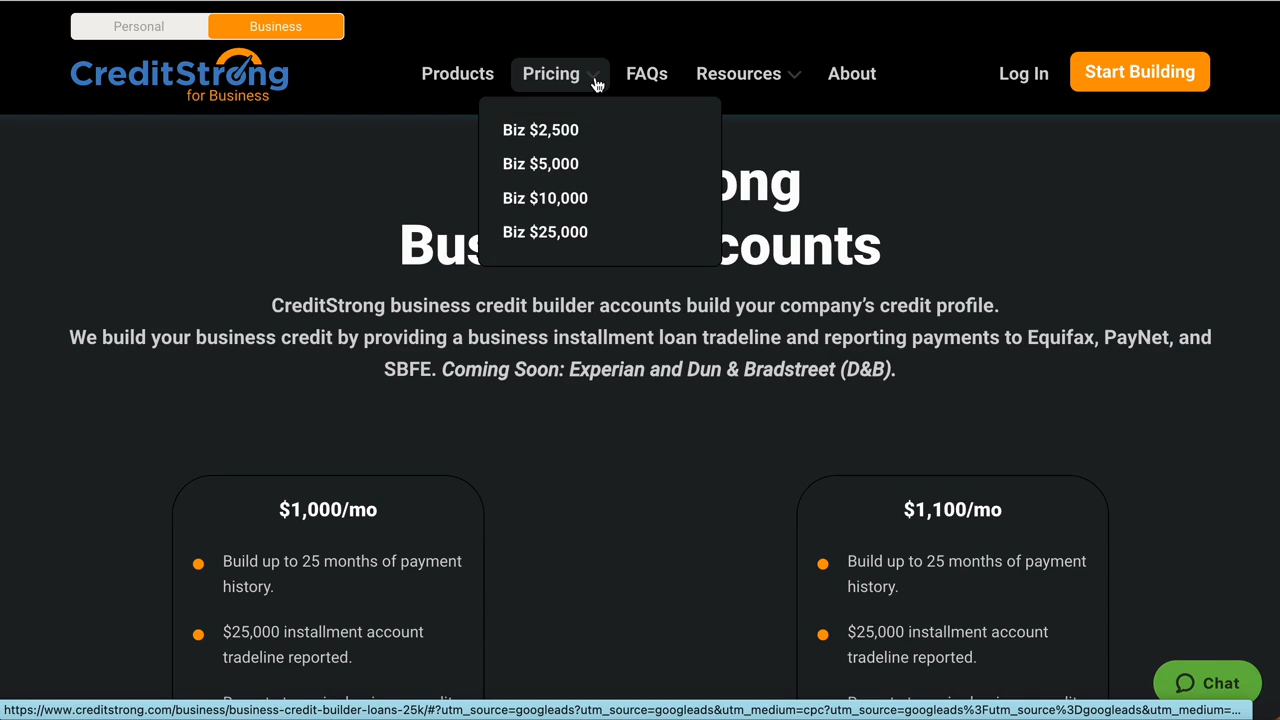 Personal
Business
CreditStrong
for Business
Products
Pricing
FAQs
Resources
About
Log In
Start Building
Biz $2,500
Biz $5,000
Biz $10,000
Biz $25,000
ong
Bus
counts
CreditStrong business credit builder accounts build your company's credit profile.
We build your business credit by providing a business installment loan tradeline and reporting payments to Equifax, PayNet, and
SBFE. Coming Soon: Experian and Dun & Bradstreet (D&B).
$1,000/mo
Build up to 25 months of payment
history.
$25,000 installment account
tradeline reported.
$1,100/mo
Build up to 25 months of payment
history.
$25,000 installment account
tradeline reported.
Chat
https://www.creditstrong.com/business/business-credit-builder-loans-25k/#?utm_source=googleads?utm_source=googleads&utm_medium=cpc?utm_source=googleads%3Futm_source%3Dgoogleads&utm_medium=...